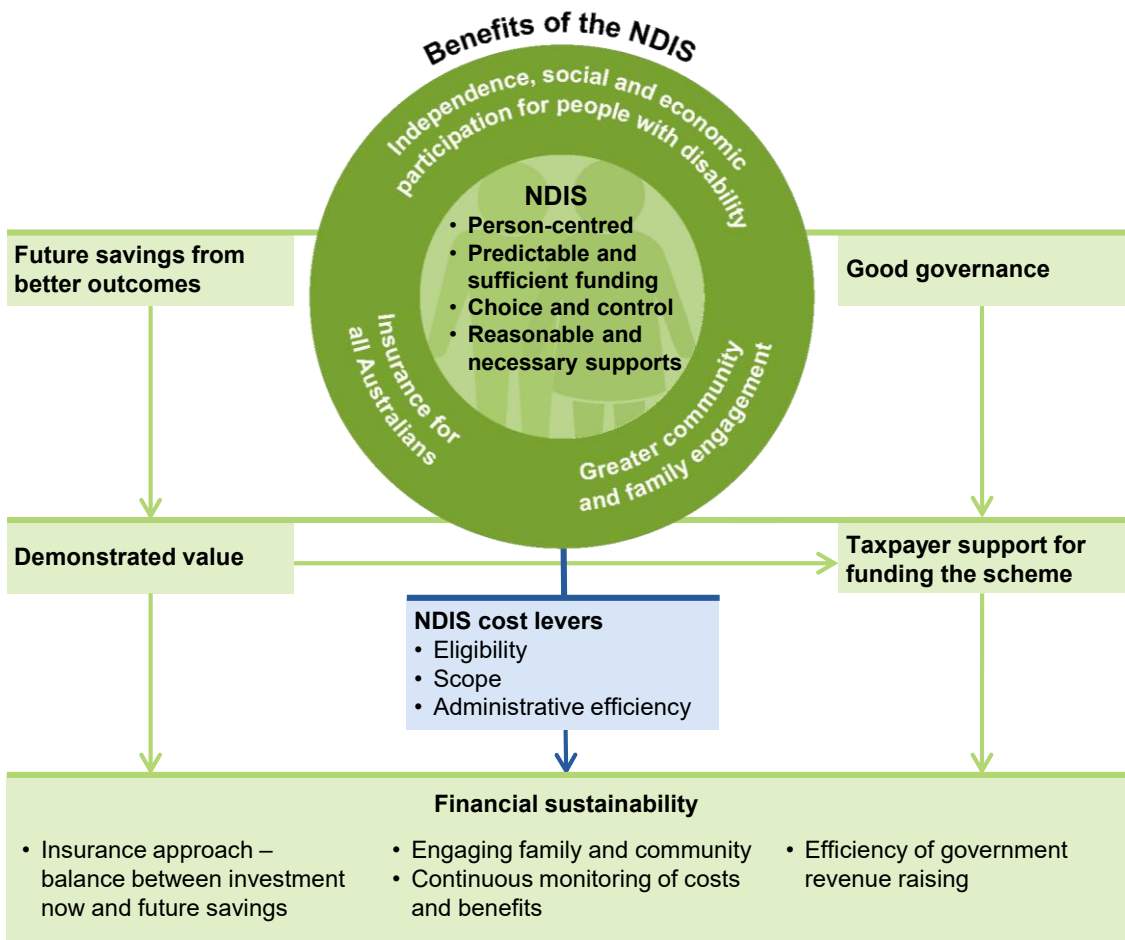 Benefits of the NDIS
Independence, social and economic
participation for people with disability
NDIS
• Person-centred
• Predictable and
sufficient funding
• Choice and control
• Reasonable and
necessary supports
Insurance for
all Australians
Greater community
and family engagement
Future savings from
better outcomes
Good governance
Demonstrated value
Taxpayer support for
funding the scheme
NDIS cost levers
• Eligibility
• Scope
• Administrative efficiency
Financial sustainability
• Insurance approach –
balance between investment
now and future savings
• Engaging family and community
• Continuous monitoring of costs
and benefits
• Efficiency of government
revenue raising